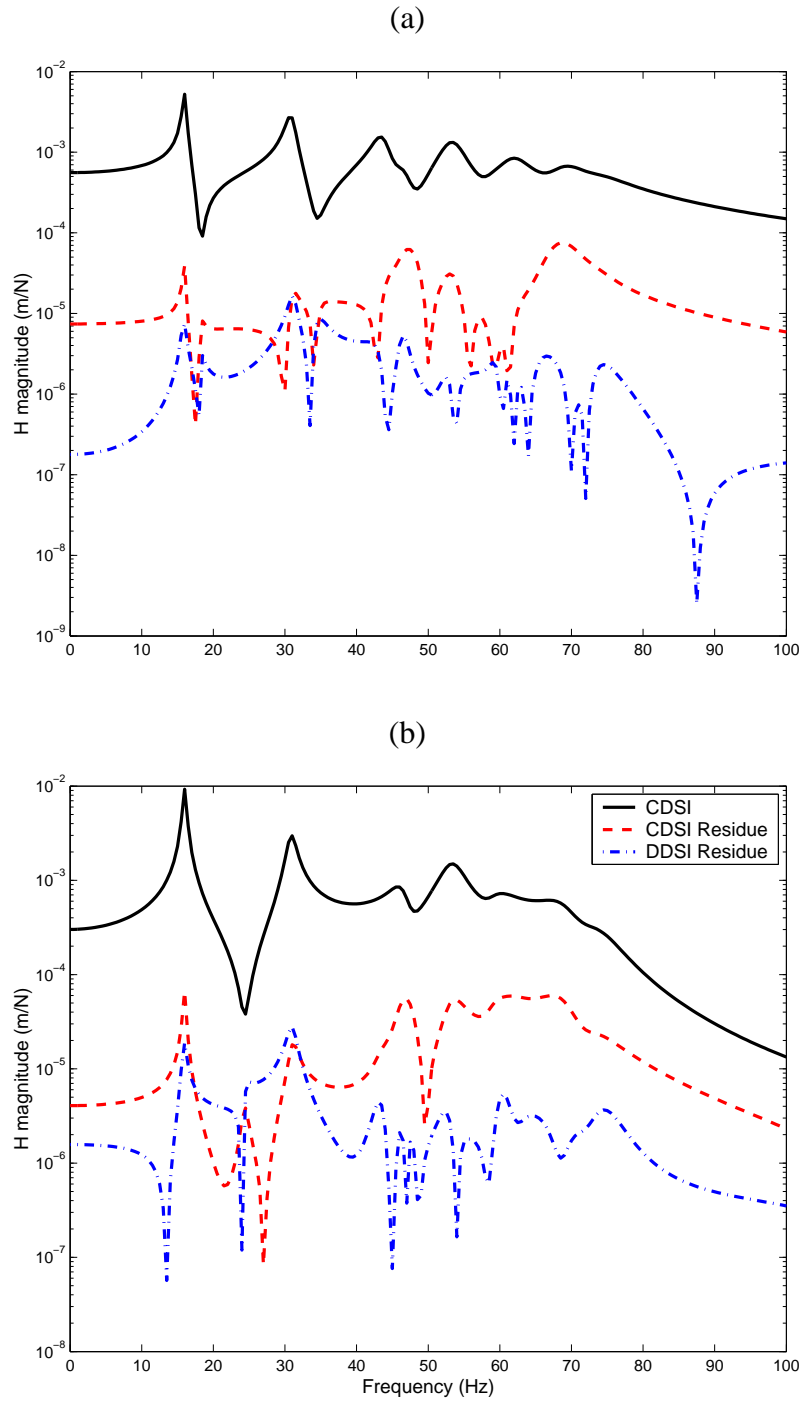 (a)
10⁻²
10⁻³
10⁻⁴
10⁻⁵
10⁻⁶
10⁻⁷
10⁻⁸
10⁻⁹
H magnitude (m/N)
0 10 20 30 40 50 60 70 80 90 100
(b)
10⁻²
10⁻³
10⁻⁴
10⁻⁵
10⁻⁶
10⁻⁷
10⁻⁸
H magnitude (m/N)
CDSI
CDSI Residue
DDSI Residue
0 10 20 30 40 50 60 70 80 90 100
Frequency (Hz)